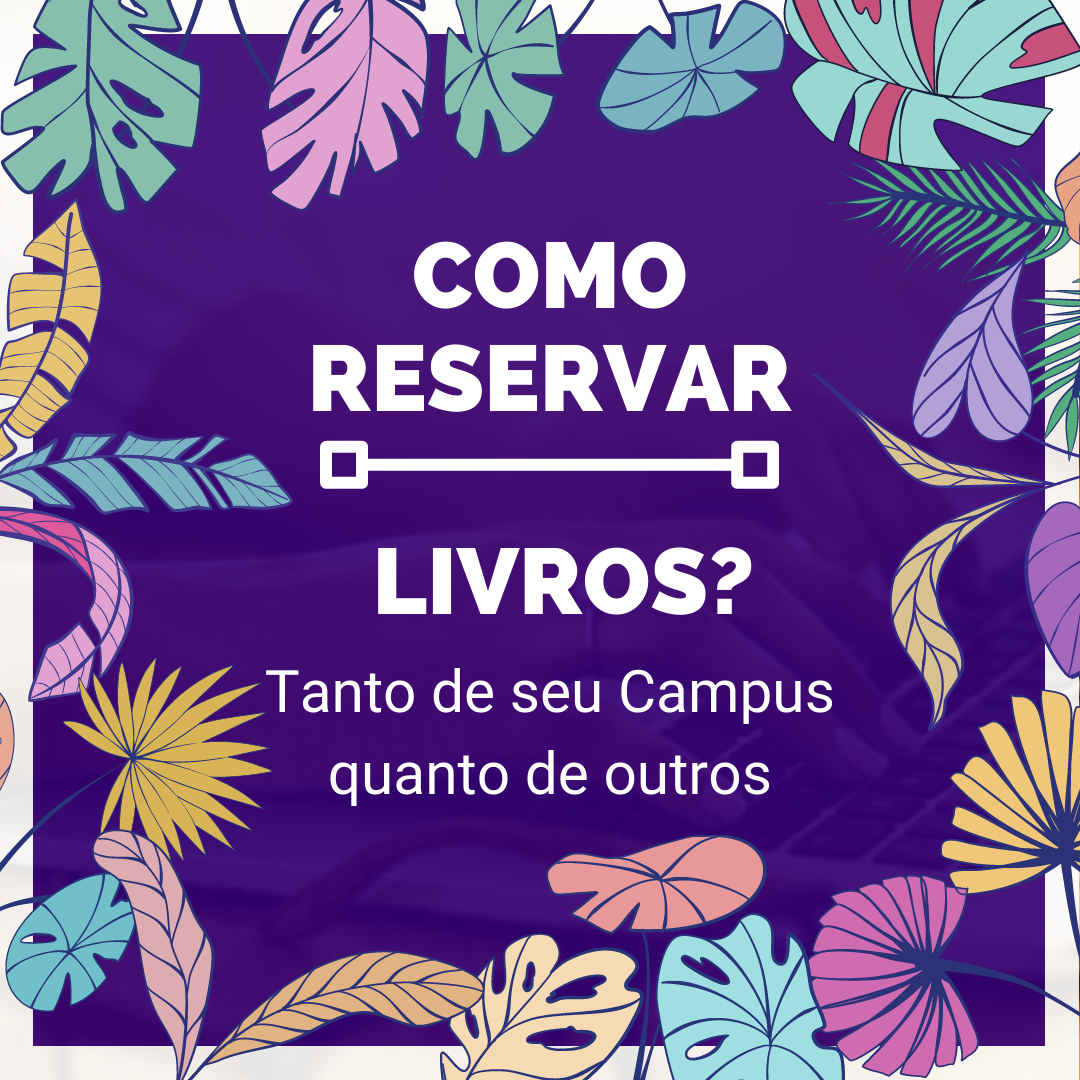 COMO
RESERVAR
LIVROS?
Tanto de seu Campus
quanto de outros